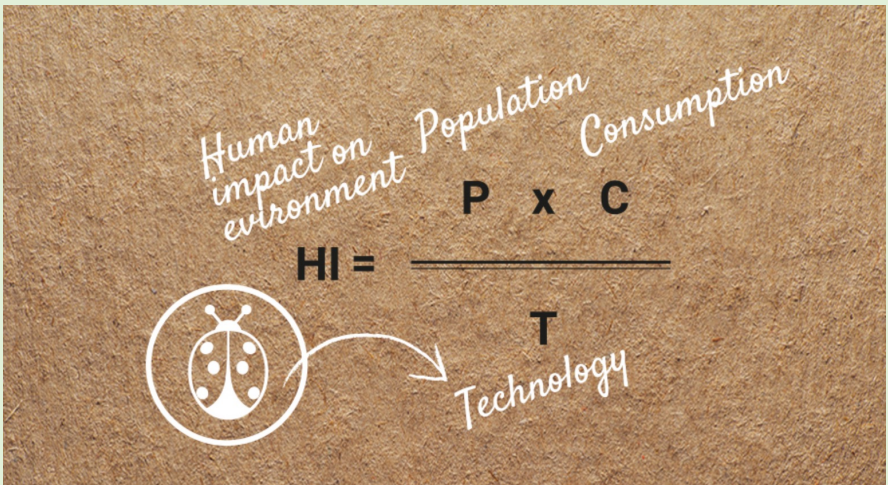 Human
impact on
evironment
Population
Consumption
P x C
HI =
T
Technology